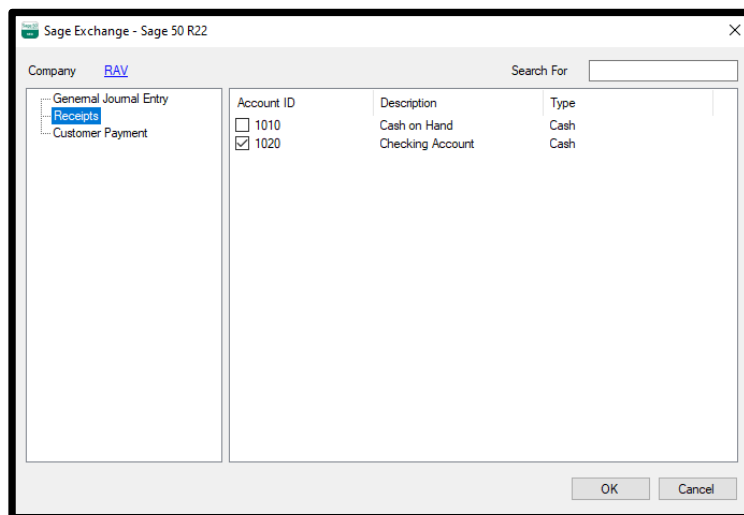 Sage Exchange - Sage 50 R22
Company RAV Search For
Genernal Journal Entry
Receipts
Customer Payment
Account ID Description Type
1010 Cash on Hand Cash
1020 Checking Account Cash
OK Cancel